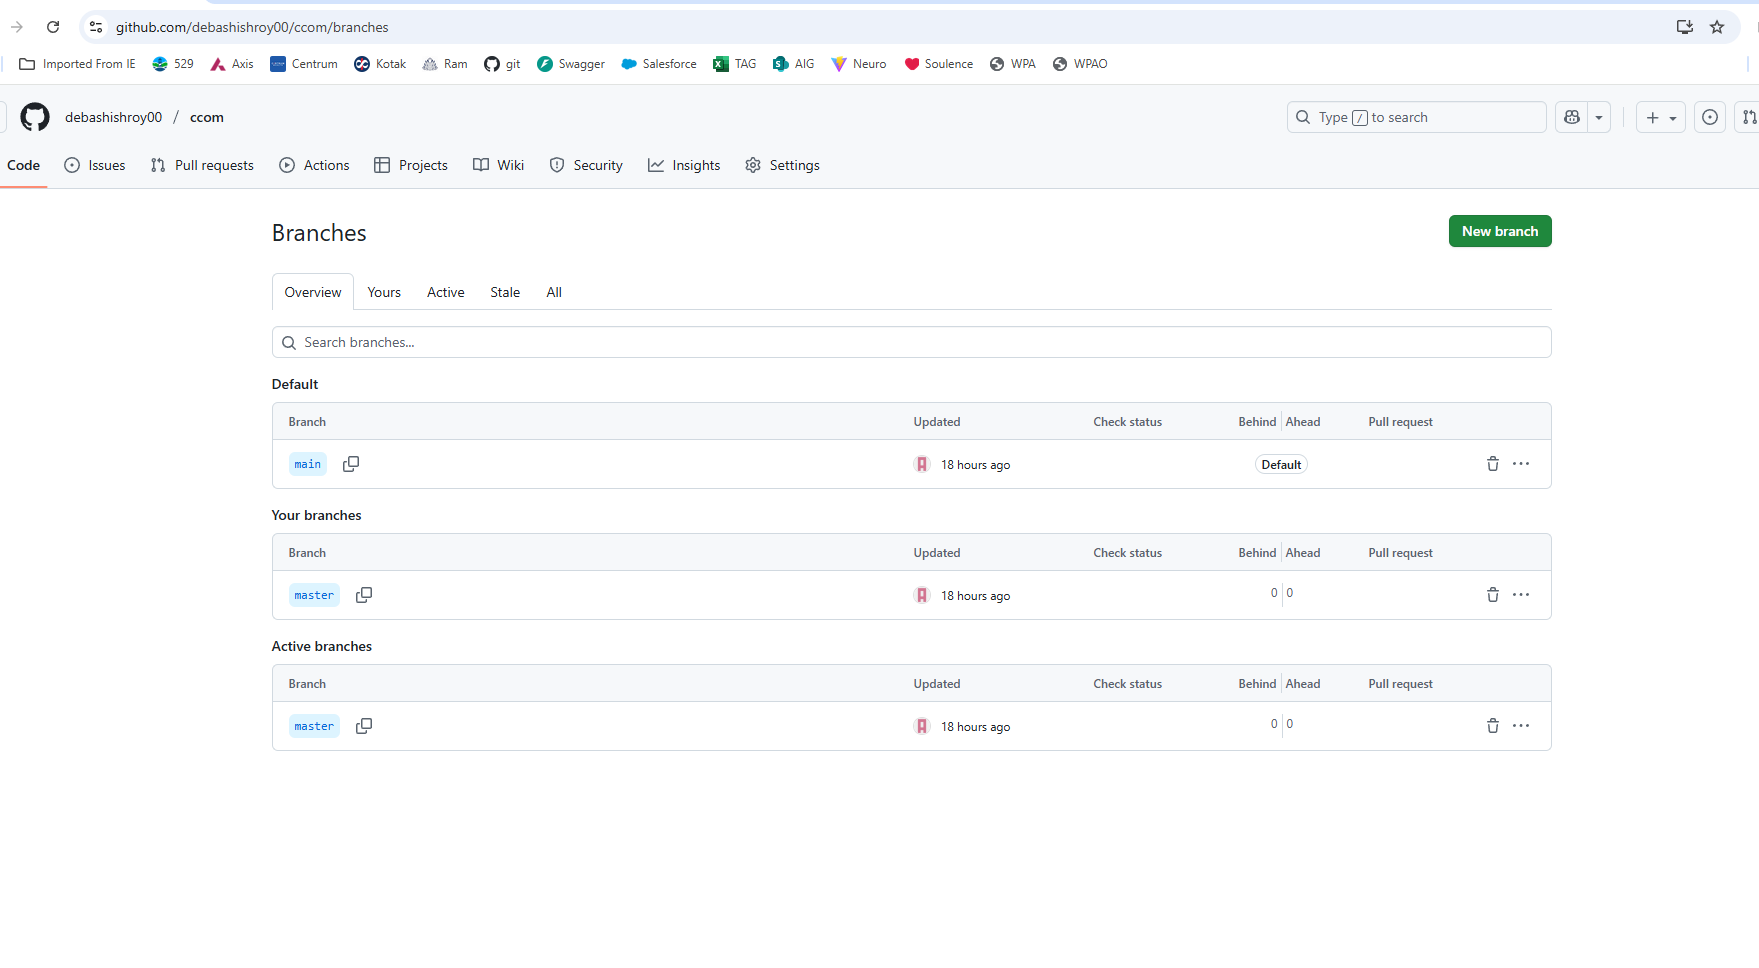 github.com/debashishroy00/ccom/branches
Imported From IE 529 Axis Centrum Kotak Ram git Swagger Salesforce TAG AIG Neuro Soulence WPA WPAO
debashishroy00 / ccom Type / to search
Code Issues Pull requests Actions Projects Wiki Security Insights Settings
Branches New branch
Overview Yours Active Stale All
Search branches...
Default
Branch Updated Check status Behind Ahead Pull request
main 18 hours ago Default
Your branches
Branch Updated Check status Behind Ahead Pull request
master 18 hours ago 0 0
Active branches
Branch Updated Check status Behind Ahead Pull request
master 18 hours ago 0 0